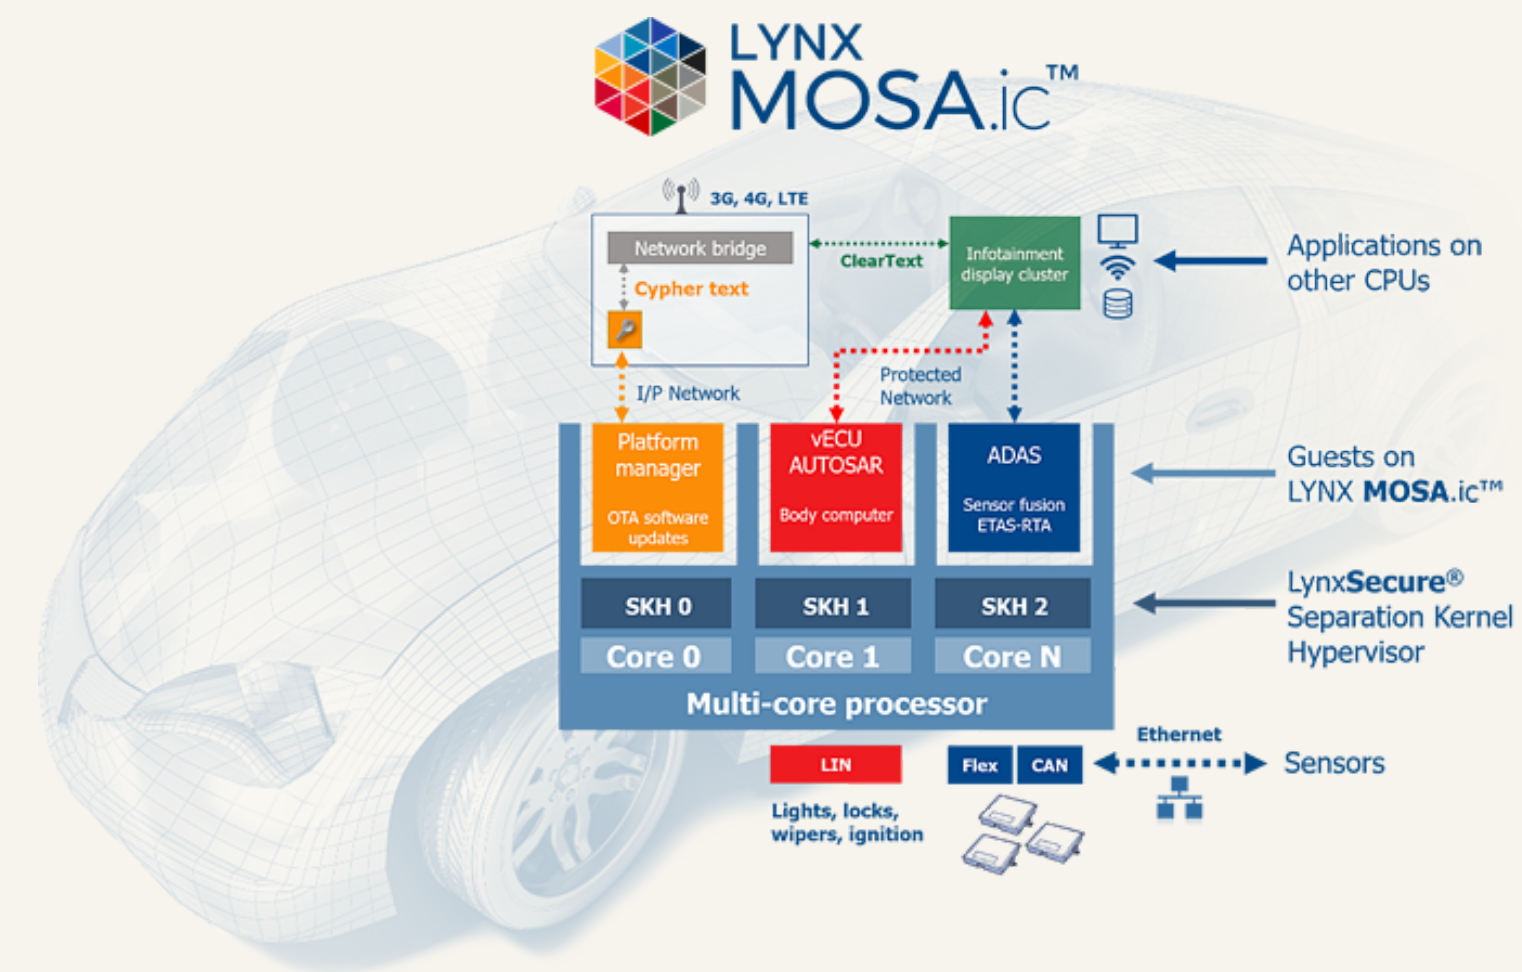 LYNX
MOSA.ic™
3G, 4G, LTE
Network bridge
Cypher text
ClearText
Infotainment
display cluster
Applications on
other CPUs
I/P Network
Protected
Network
Platform
manager
OTA software
updates
vECU
AUTOSAR
Body computer
ADAS
Sensor fusion
ETAS-RTA
Guests on
LYNX MOSA.ic™
SKH 0
SKH 1
SKH 2
LynxSecure®
Separation Kernel
Hypervisor
Core 0
Core 1
Core N
Multi-core processor
LIN
Flex
CAN
Ethernet
Sensors
Lights, locks,
wipers, ignition